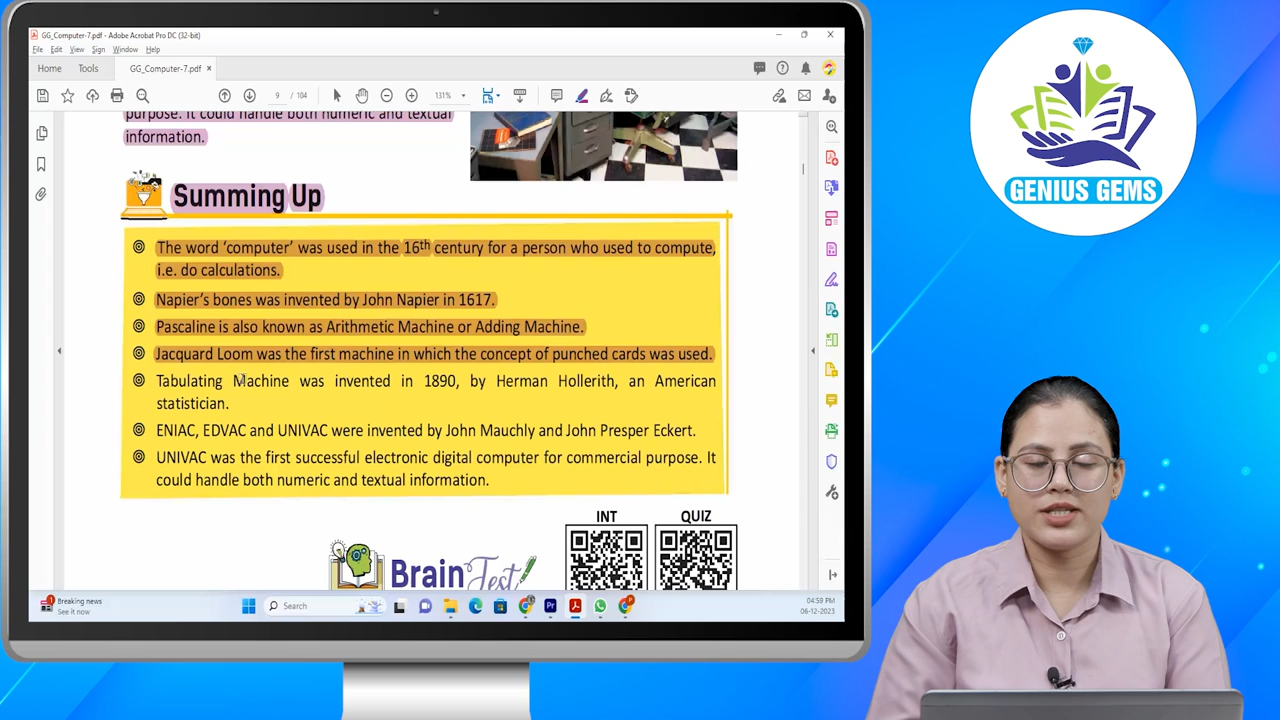 GG_Computer-7.pdf - Adobe Acrobat Pro DC (32-bit)
File Edit View Sign Window Help
Home Tools GG_Computer-7.pdf ×
9 / 104 131%
purpose. It could handle both numeric and textual
information.
Summing Up
The word ‘computer’ was used in the 16th century for a person who used to compute,
i.e. do calculations.
Napier’s bones was invented by John Napier in 1617.
Pascaline is also known as Arithmetic Machine or Adding Machine.
Jacquard Loom was the first machine in which the concept of punched cards was used.
Tabulating Machine was invented in 1890, by Herman Hollerith, an American
statistician.
ENIAC, EDVAC and UNIVAC were invented by John Mauchly and John Presper Eckert.
UNIVAC was the first successful electronic digital computer for commercial purpose. It
could handle both numeric and textual information.
INT QUIZ
Brain Test
Breaking news
See it now
Search
04:59 PM
06-12-2023
GENIUS GEMS